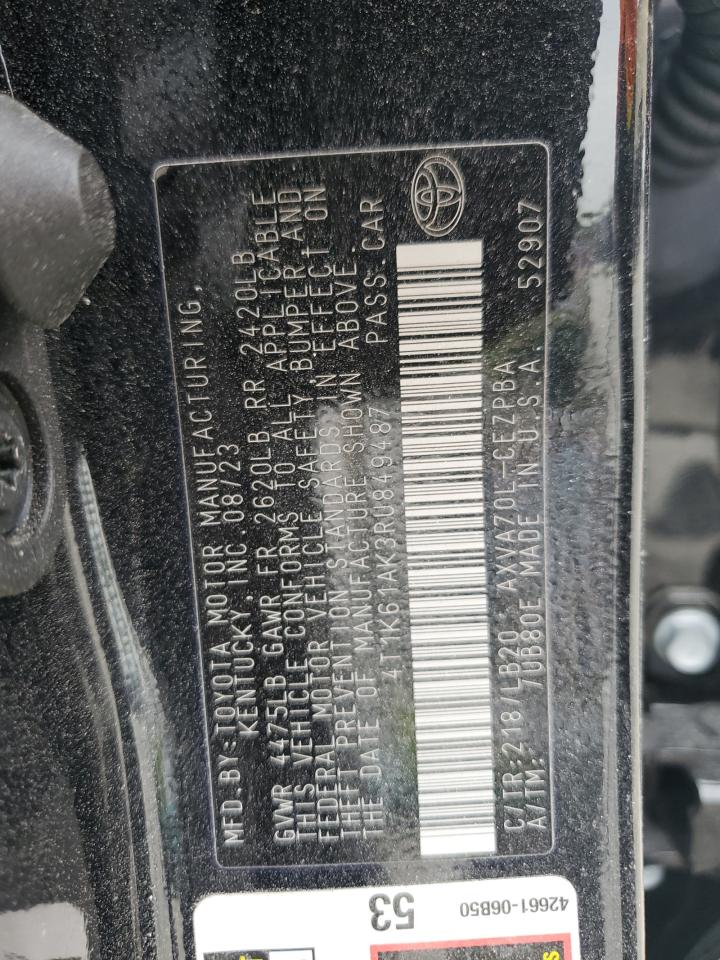 MFD. BY: TOYOTA MOTOR MANUFACTURING,
KENTUCKY, INC. 08/23
GVWR 4475LB GAWR FR 2620LB RR 2420LB
THIS VEHICLE CONFORMS TO ALL APPLICABLE
FEDERAL MOTOR VEHICLE SAFETY, BUMPER AND
THEFT PREVENTION STANDARDS IN EFFECT ON
THE DATE OF MANUFACTURE SHOWN ABOVE.
4T1K61AK3RU849487 PASS. CAR
C/TR: 218/LB20 AXVA70L-CEZPBA
A/TM: /UB80E MADE IN U.S.A. 52907
53
42661-06B50